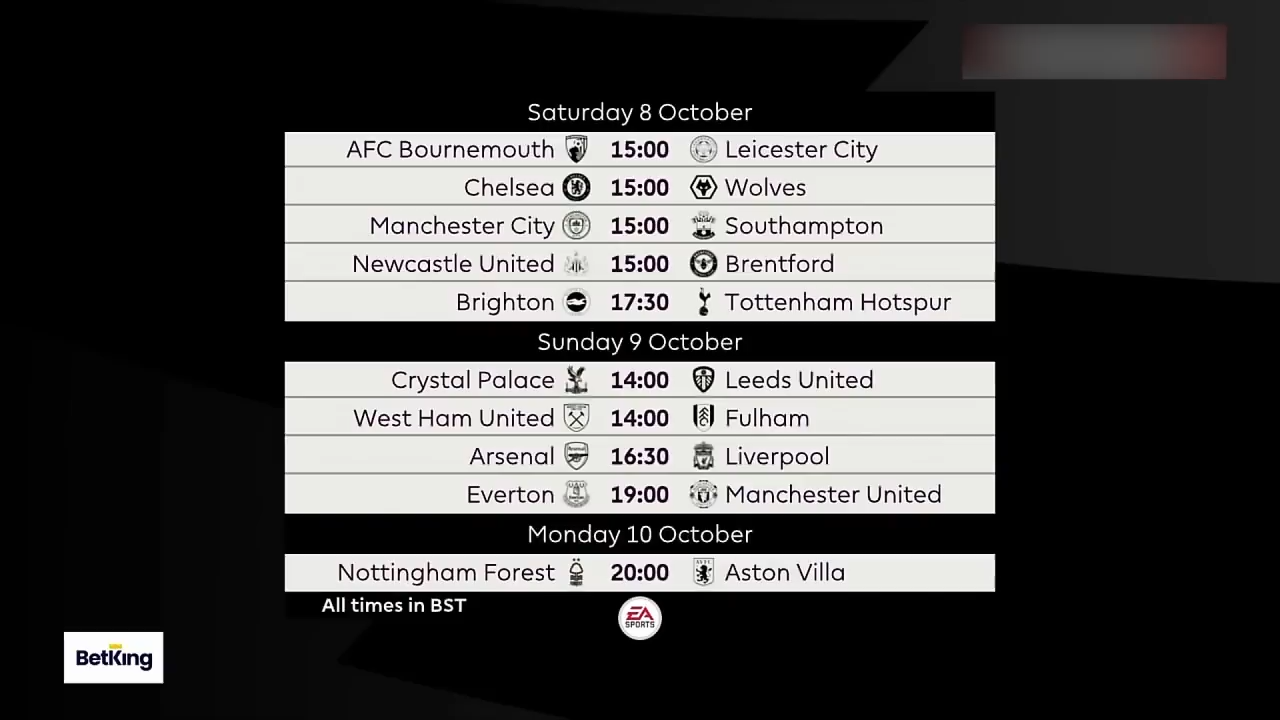 Saturday 8 October
AFC Bournemouth 15:00 Leicester City
Chelsea 15:00 Wolves
Manchester City 15:00 Southampton
Newcastle United 15:00 Brentford
Brighton 17:30 Tottenham Hotspur
Sunday 9 October
Crystal Palace 14:00 Leeds United
West Ham United 14:00 Fulham
Arsenal 16:30 Liverpool
Everton 19:00 Manchester United
Monday 10 October
Nottingham Forest 20:00 Aston Villa
All times in BST
EA
SPORTS
BetKing